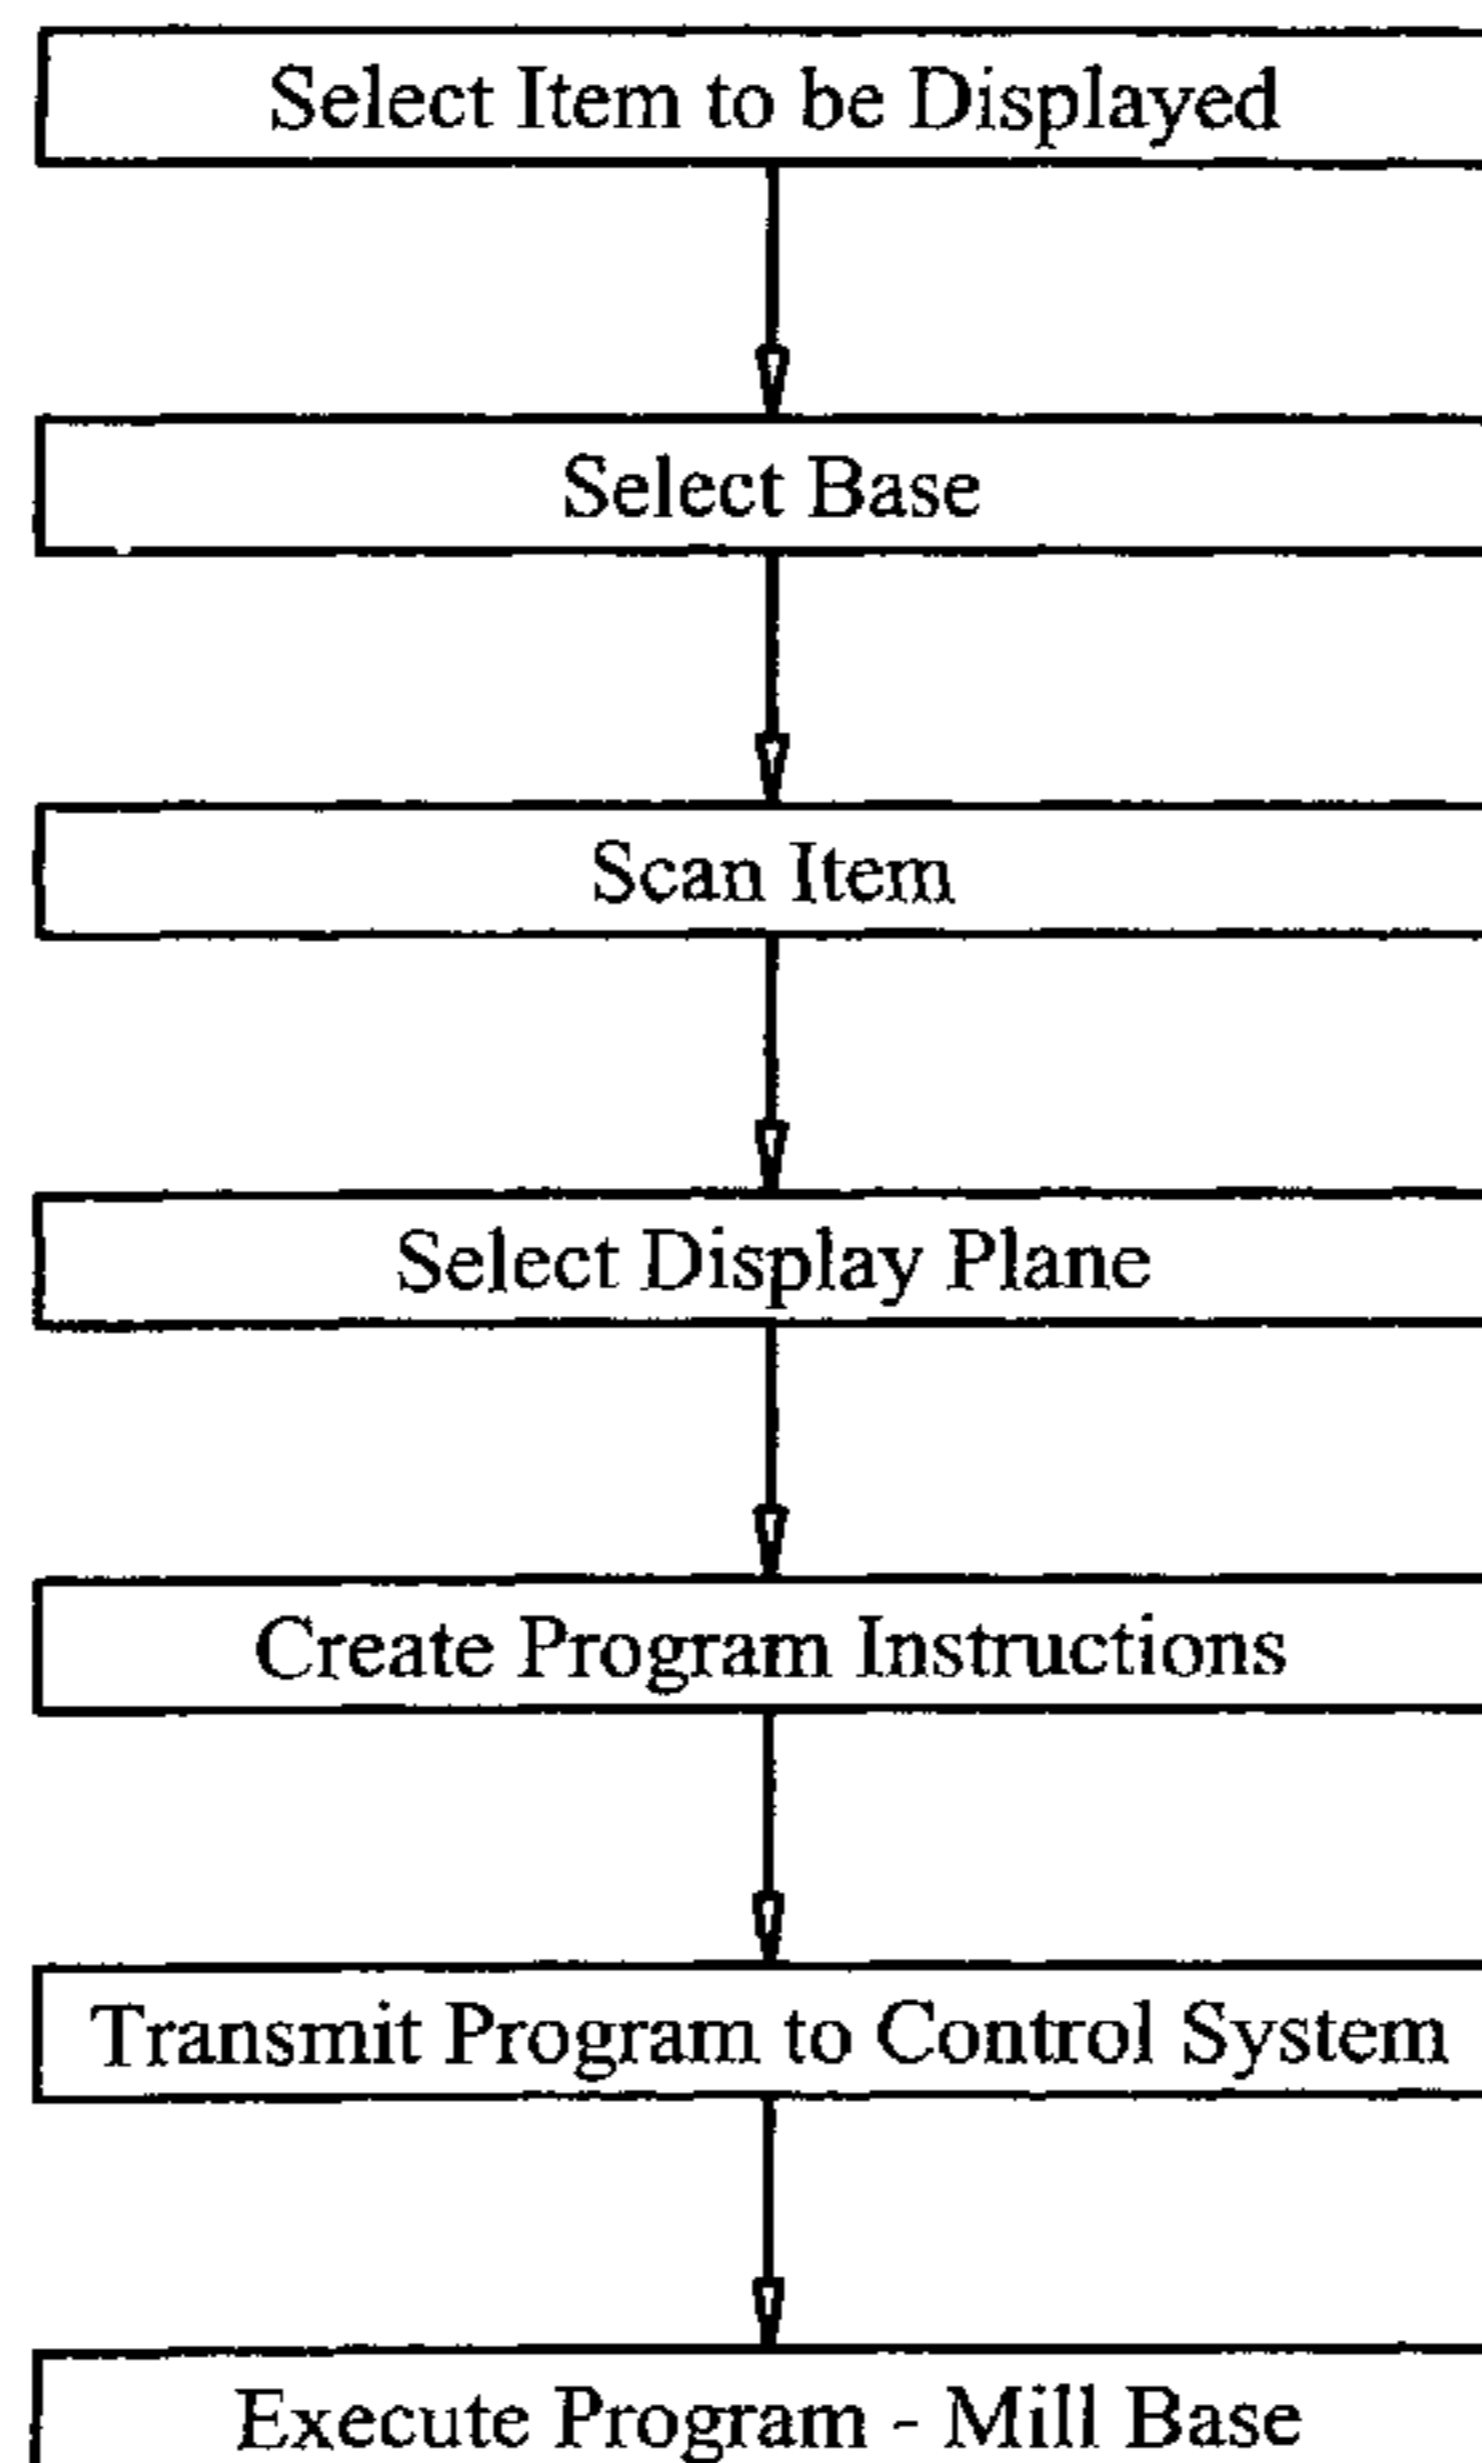 Select Item to be Displayed
Select Base
Scan Item
Select Display Plane
Create Program Instructions
Transmit Program to Control System
Execute Program - Mill Base